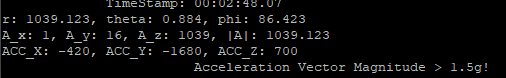 TimeStamp: 00:02:48.07
r: 1039.123, theta: 0.884, phi: 86.423
A_x: 1, A_y: 16, A_z: 1039, |A|: 1039.123
ACC_X: -420, ACC_Y: -1680, ACC_Z: 700
Acceleration Vector Magnitude > 1.5g!